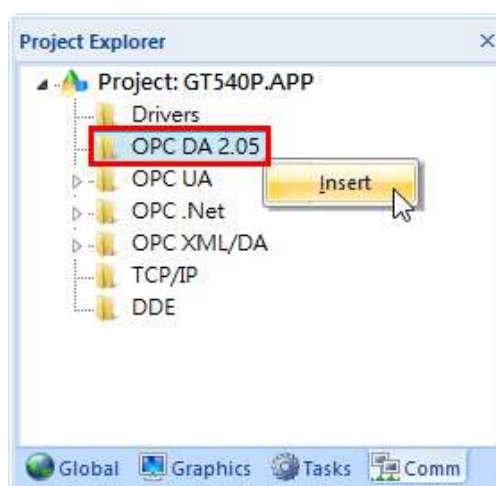 Project Explorer
Project: GT540P.APP
Drivers
OPC DA 2.05
OPC UA
Insert
OPC .Net
OPC XML/DA
TCP/IP
DDE
Global Graphics Tasks Comm